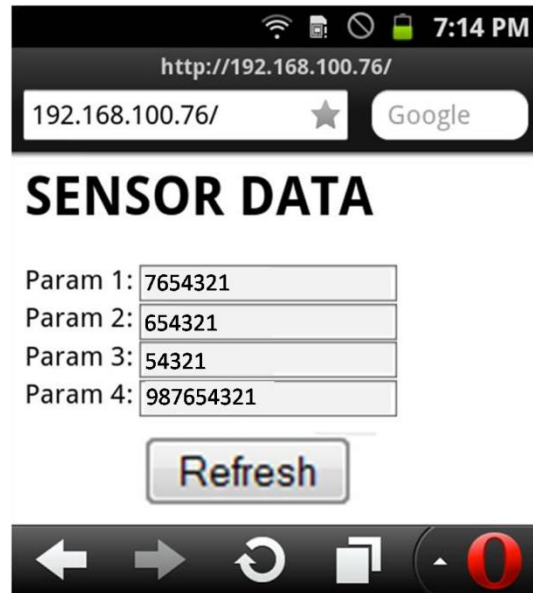 7:14 PM
http://192.168.100.76/
192.168.100.76/ Google
SENSOR DATA
Param 1: 7654321
Param 2: 654321
Param 3: 54321
Param 4: 987654321
Refresh